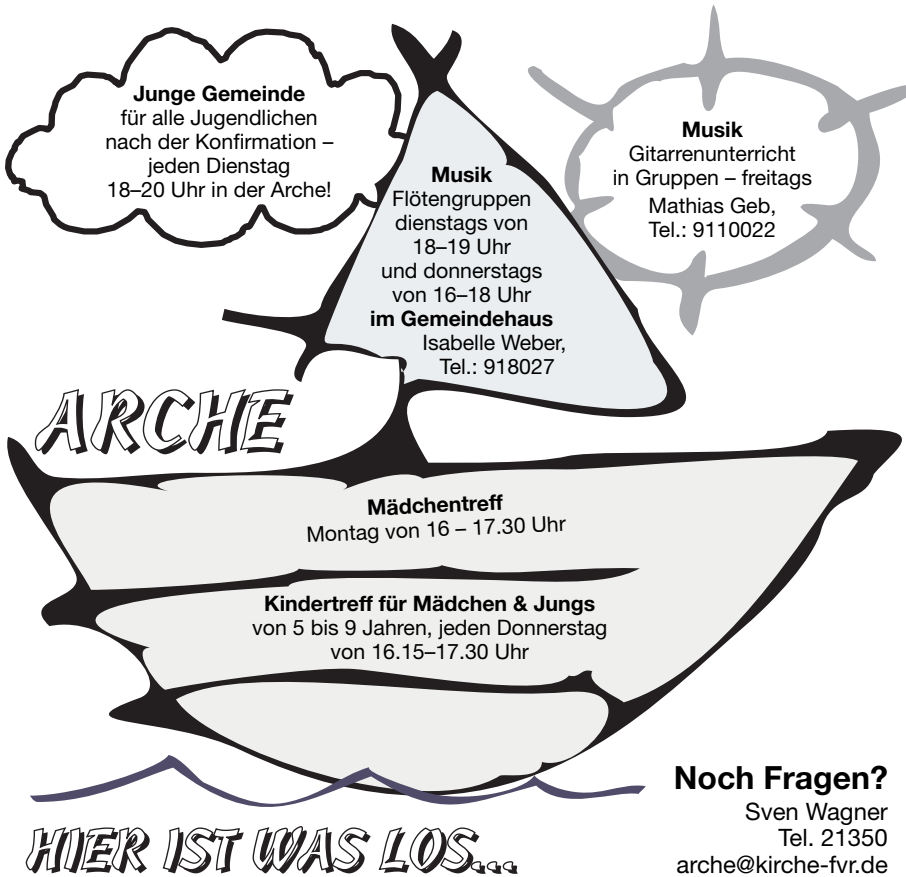 Junge Gemeinde
für alle Jugendlichen
nach der Konfirmation –
jeden Dienstag
18–20 Uhr in der Arche!
Musik
Flötengruppen
dienstags von
18–19 Uhr
und donnerstags
von 16–18 Uhr
im Gemeindehaus
Isabelle Weber,
Tel.: 918027
Musik
Gitarrenunterricht
in Gruppen – freitags
Mathias Geb,
Tel.: 9110022
ARCHE
Mädchentreff
Montag von 16 – 17.30 Uhr
Kindertreff für Mädchen & Jungs
von 5 bis 9 Jahren, jeden Donnerstag
von 16.15–17.30 Uhr
HIER IST WAS LOS...
Noch Fragen?
Sven Wagner
Tel. 21350
arche@kirche-fvr.de